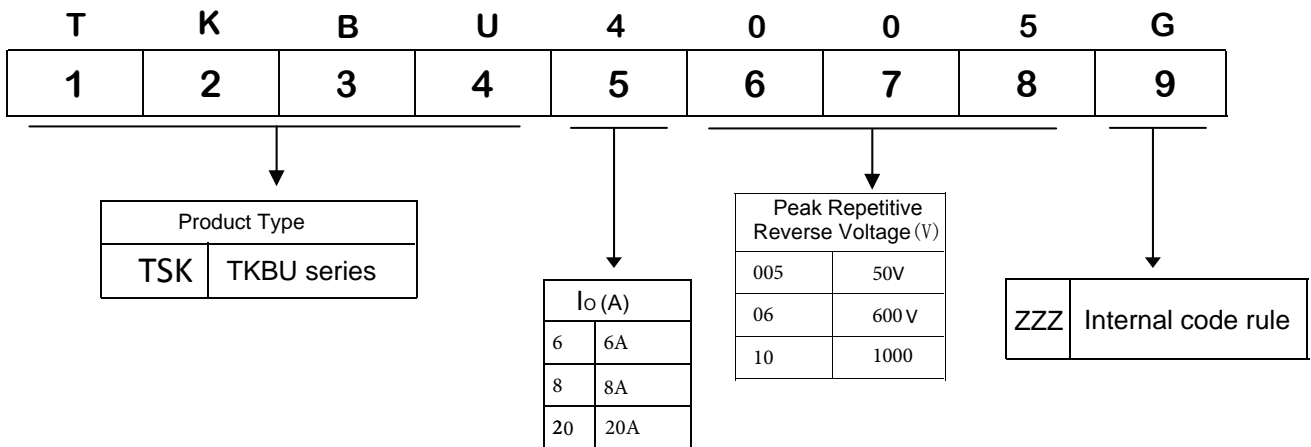 T K B U 4 0 0 5 G
1 2 3 4 5 6 7 8 9
Product Type
TSK TKBU series
Io (A)
6 6A
8 8A
20 20A
Peak Repetitive
Reverse Voltage (V)
005 50V
06 600 V
10 1000
ZZZ Internal code rule